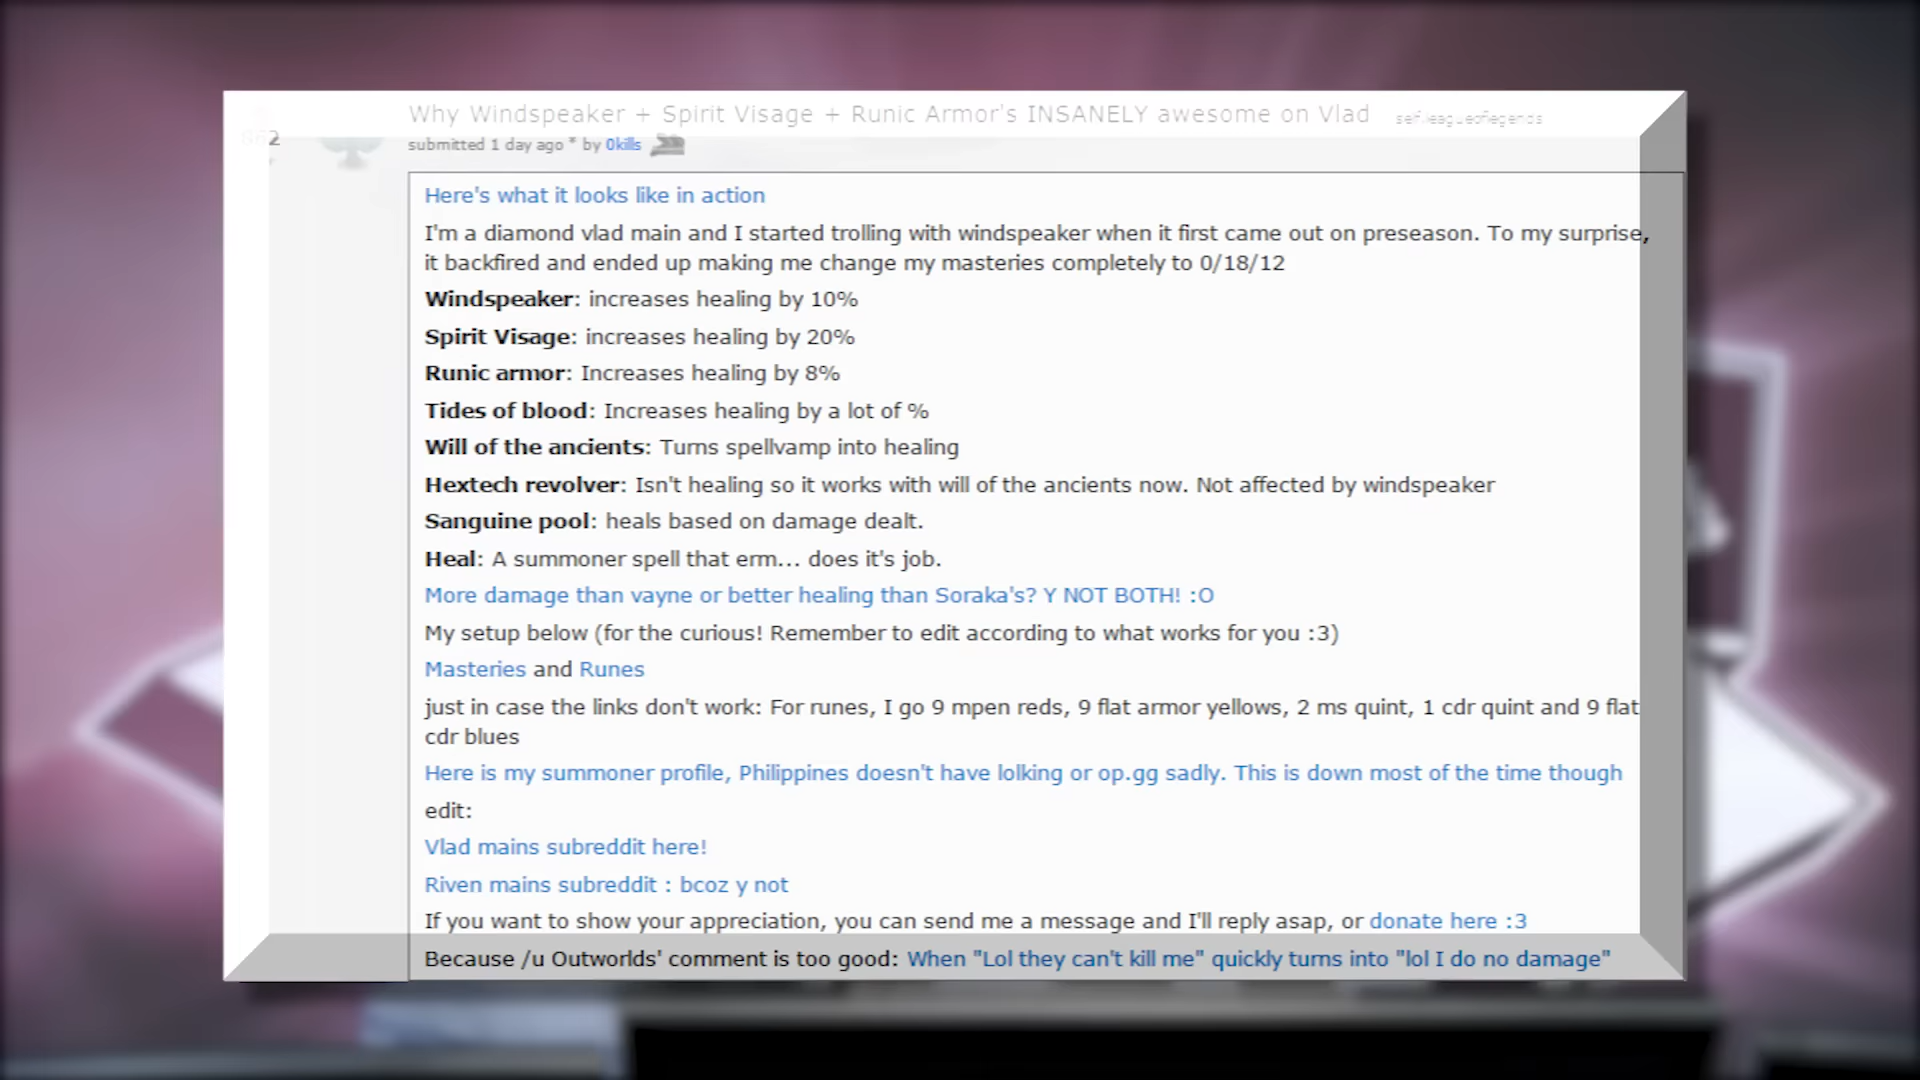 Why Windspeaker + Spirit Visage + Runic Armor's INSANELY awesome on Vlad self.leagueoflegends
submitted 1 day ago * by 0kills
Here's what it looks like in action
I'm a diamond vlad main and I started trolling with windspeaker when it first came out on preseason. To my surprise,
it backfired and ended up making me change my masteries completely to 0/18/12
Windspeaker: increases healing by 10%
Spirit Visage: increases healing by 20%
Runic armor: Increases healing by 8%
Tides of blood: Increases healing by a lot of %
Will of the ancients: Turns spellvamp into healing
Hextech revolver: Isn't healing so it works with will of the ancients now. Not affected by windspeaker
Sanguine pool: heals based on damage dealt.
Heal: A summoner spell that erm... does it's job.
More damage than vayne or better healing than Soraka's? Y NOT BOTH! :O
My setup below (for the curious! Remember to edit according to what works for you :3)
Masteries and Runes
just in case the links don't work: For runes, I go 9 mpen reds, 9 flat armor yellows, 2 ms quint, 1 cdr quint and 9 flat
cdr blues
Here is my summoner profile, Philippines doesn't have lolking or op.gg sadly. This is down most of the time though
edit:
Vlad mains subreddit here!
Riven mains subreddit : bcoz y not
If you want to show your appreciation, you can send me a message and I'll reply asap, or donate here :3
Because /u Outworlds' comment is too good: When "Lol they can't kill me" quickly turns into "lol I do no damage"